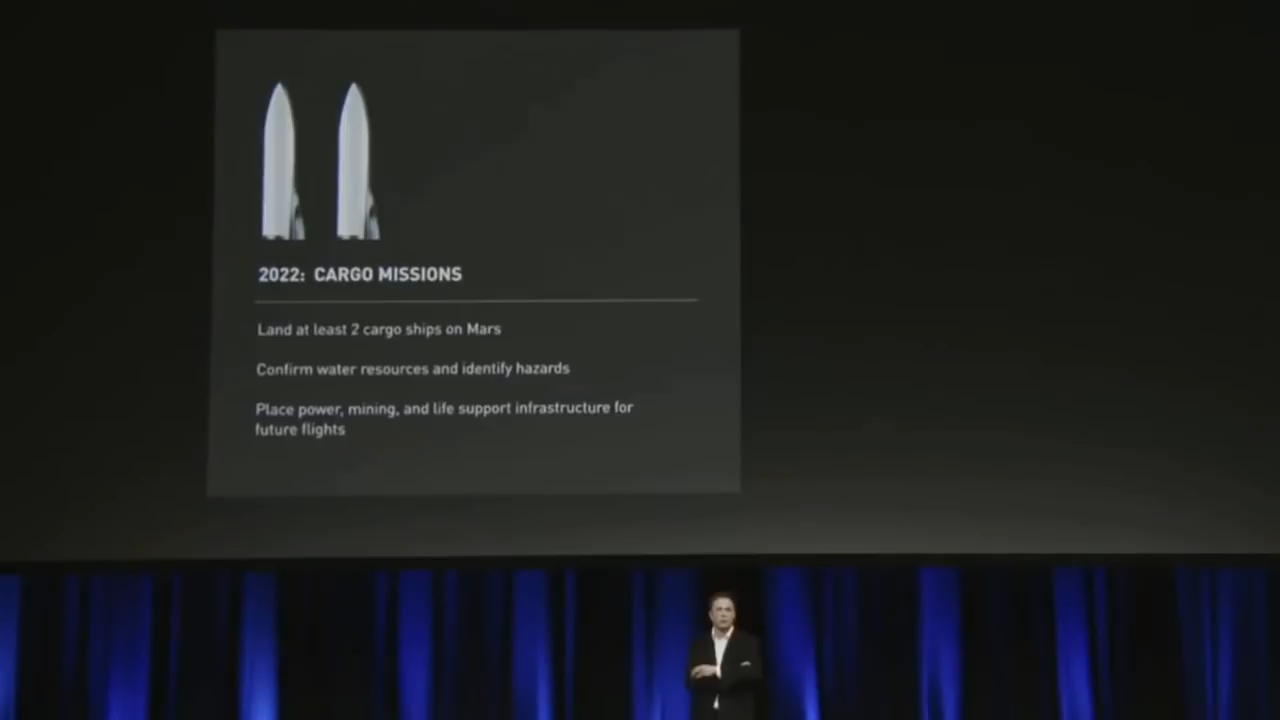 2022: CARGO MISSIONS
Land at least 2 cargo ships on Mars
Confirm water resources and identify hazards
Place power, mining, and life support infrastructure for
future flights